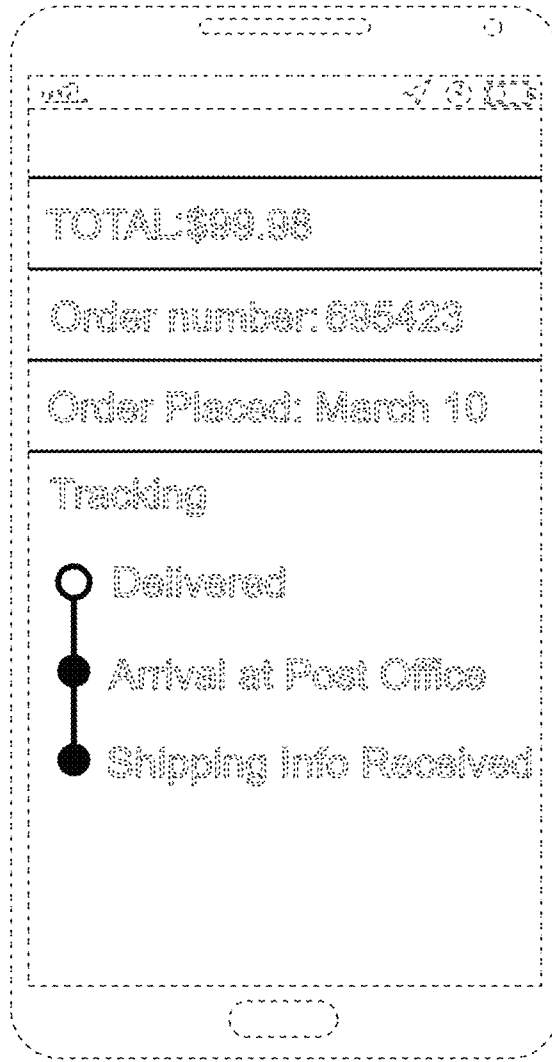 TOTAL:$99.98
Order number: 695423
Order Placed: March 10
Tracking
Delivered
Arrival at Post Office
Shipping Info Received